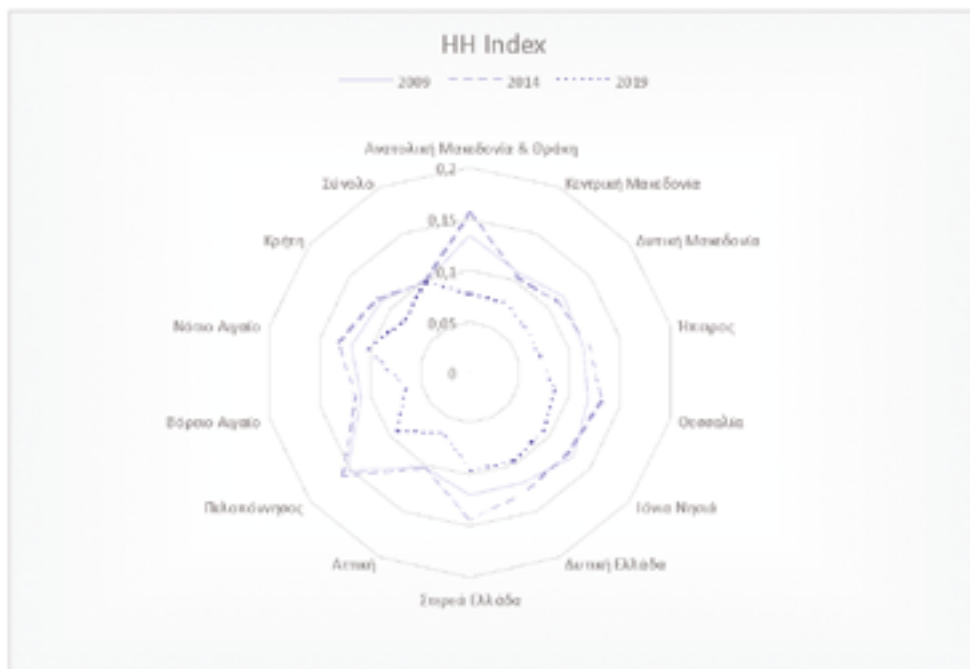 HH Index
2009 2014 2019
Ανατολική Μακεδονία & Θράκη
0,2
Σύνολο
Κεντρική Μακεδονία
0,15
Κρήτη
Δυτική Μακεδονία
0,1
Νότιο Αιγαίο
Ήπειρος
0,05
0
Βόρειο Αιγαίο
Θεσσαλία
Πελοπόννησος
Ιόνια Νησιά
Αττική
Δυτική Ελλάδα
Στερεά Ελλάδα